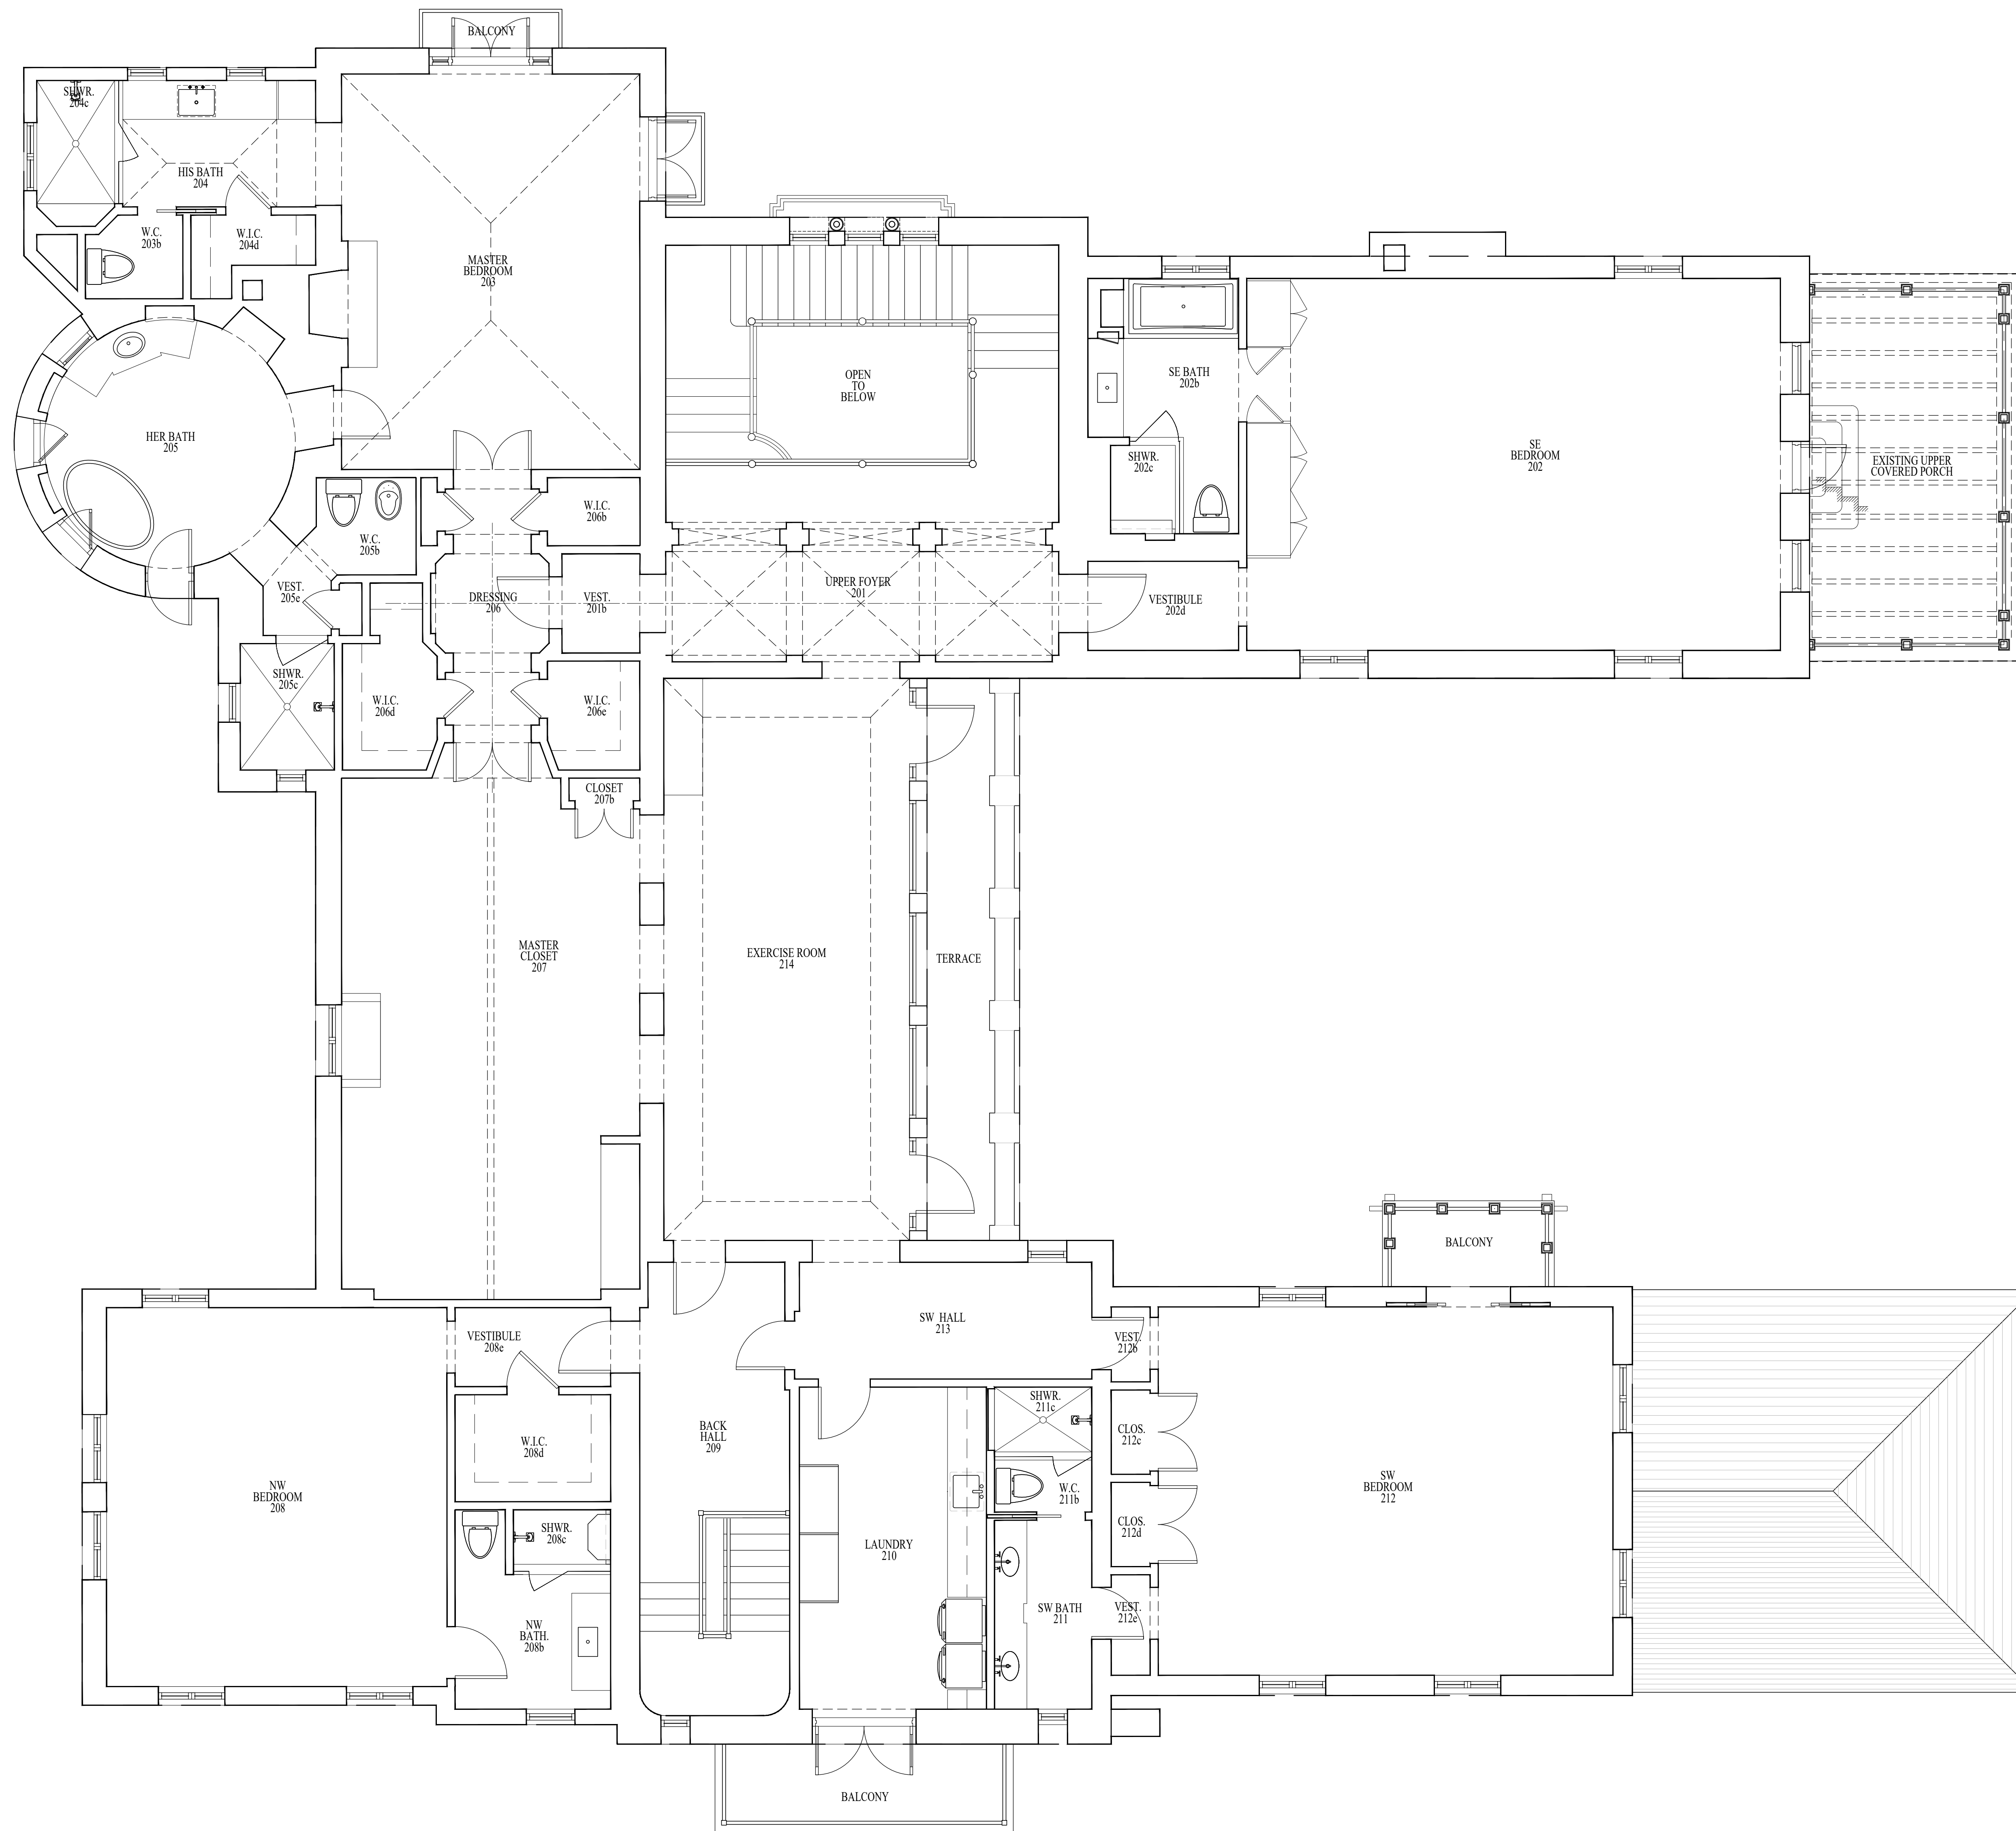 BALCONY
SHWR.
204c
HIS BATH
204
W.C.
203b
W.I.C.
204d
MASTER
BEDROOM
203
OPEN
TO
BELOW
SE BATH
202b
SHWR.
202c
SE
BEDROOM
202
EXISTING UPPER
COVERED PORCH
HER BATH
205
W.I.C.
206b
W.C.
205b
VEST.
205e
DRESSING
206
VEST.
201b
UPPER FOYER
201
VESTIBULE
202d
SHWR.
205c
W.I.C.
206d
W.I.C.
206e
CLOSET
207b
MASTER
CLOSET
207
EXERCISE ROOM
214
TERRACE
BALCONY
SW HALL
213
VESTIBULE
208e
VEST.
212b
SHWR.
211c
BACK
HALL
209
CLOS.
212c
W.I.C.
208d
NW
BEDROOM
208
W.C.
211b
SW
BEDROOM
212
CLOS.
212d
SHWR.
208c
LAUNDRY
210
SW BATH
211
VEST.
212e
NW
BATH.
208b
BALCONY